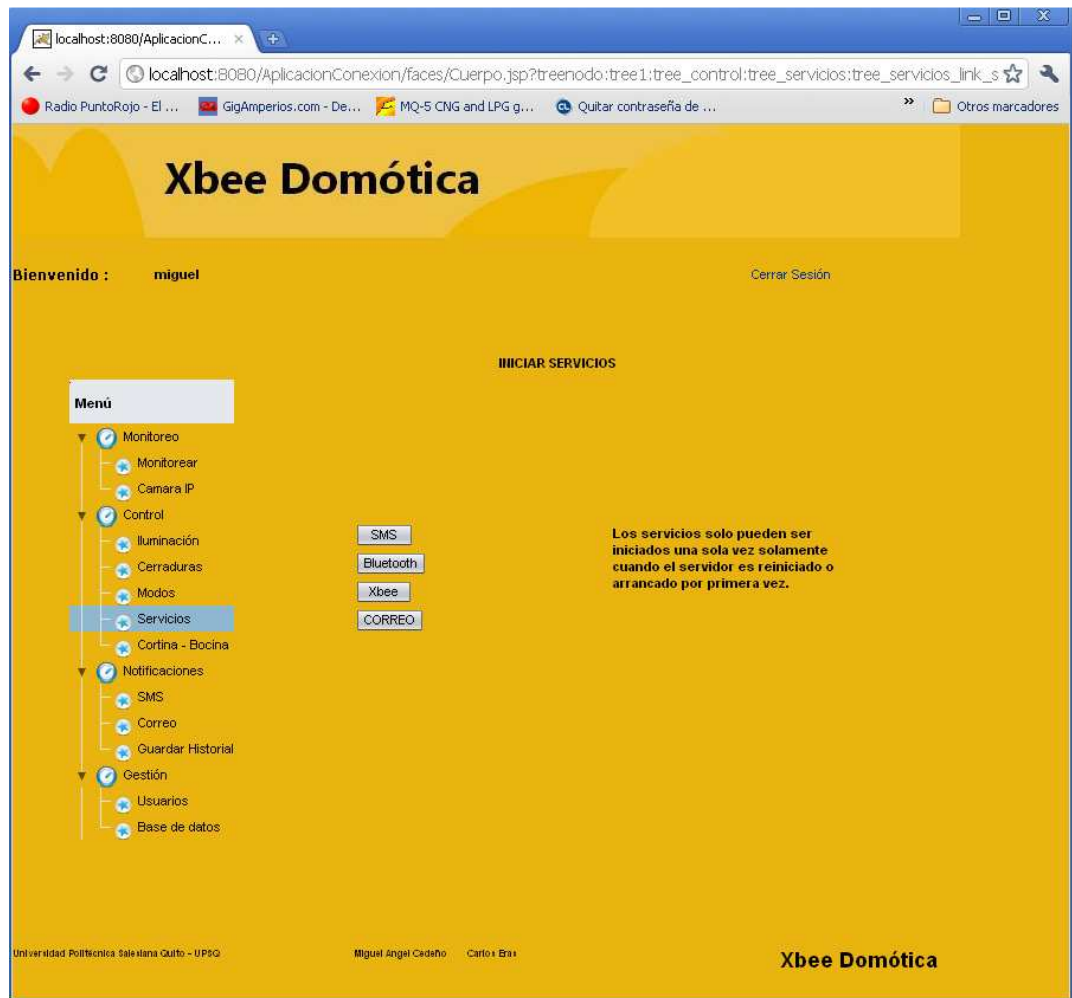 localhost:8080/AplicacionC...
localhost:8080/AplicacionConexion/faces/Cuerpo.jsp?treenodo:tree1:tree_control:tree_servicios:tree_servicios_link_s
Radio PuntoRojo - El ...
GigAmperios.com - De...
MQ-5 CNG and LPG g...
Quitar contraseña de ...
»
Otros marcadores
Xbee Domótica
Bienvenido :
miguel
Cerrar Sesión
INICIAR SERVICIOS
Menú
Monitoreo
Monitorear
Camara IP
Control
Iluminación
Cerraduras
Modos
Servicios
Cortina - Bocina
Notificaciones
SMS
Correo
Guardar Historial
Gestión
Usuarios
Base de datos
SMS
Bluetooth
Xbee
CORREO
Los servicios solo pueden ser
iniciados una sola vez solamente
cuando el servidor es reiniciado o
arrancado por primera vez.
Universidad Politécnica Salesiana Quito - UPSQ
Miguel Angel Cedeño
Carlos Eras
Xbee Domótica